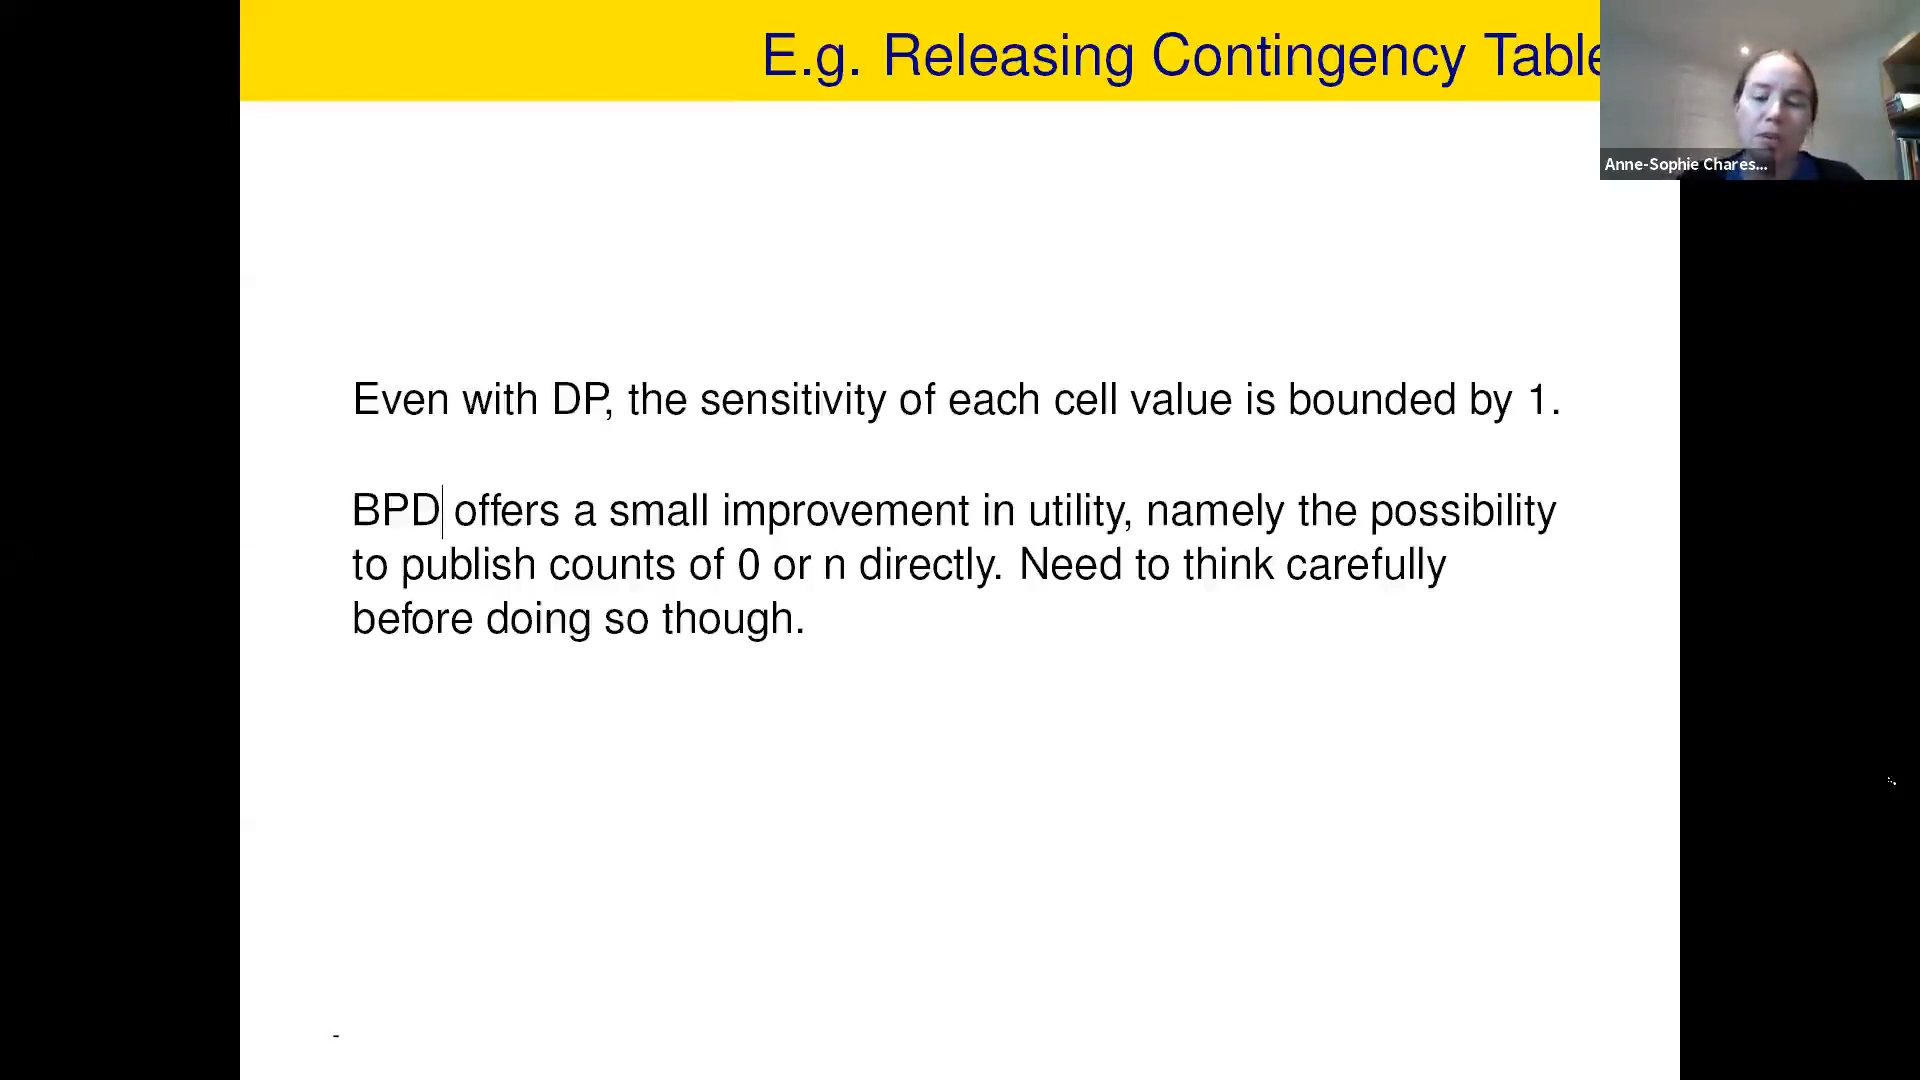 E.g. Releasing Contingency Table
Anne-Sophie Chares...
Even with DP, the sensitivity of each cell value is bounded by 1.
BPD offers a small improvement in utility, namely the possibility
to publish counts of 0 or n directly. Need to think carefully
before doing so though.
-